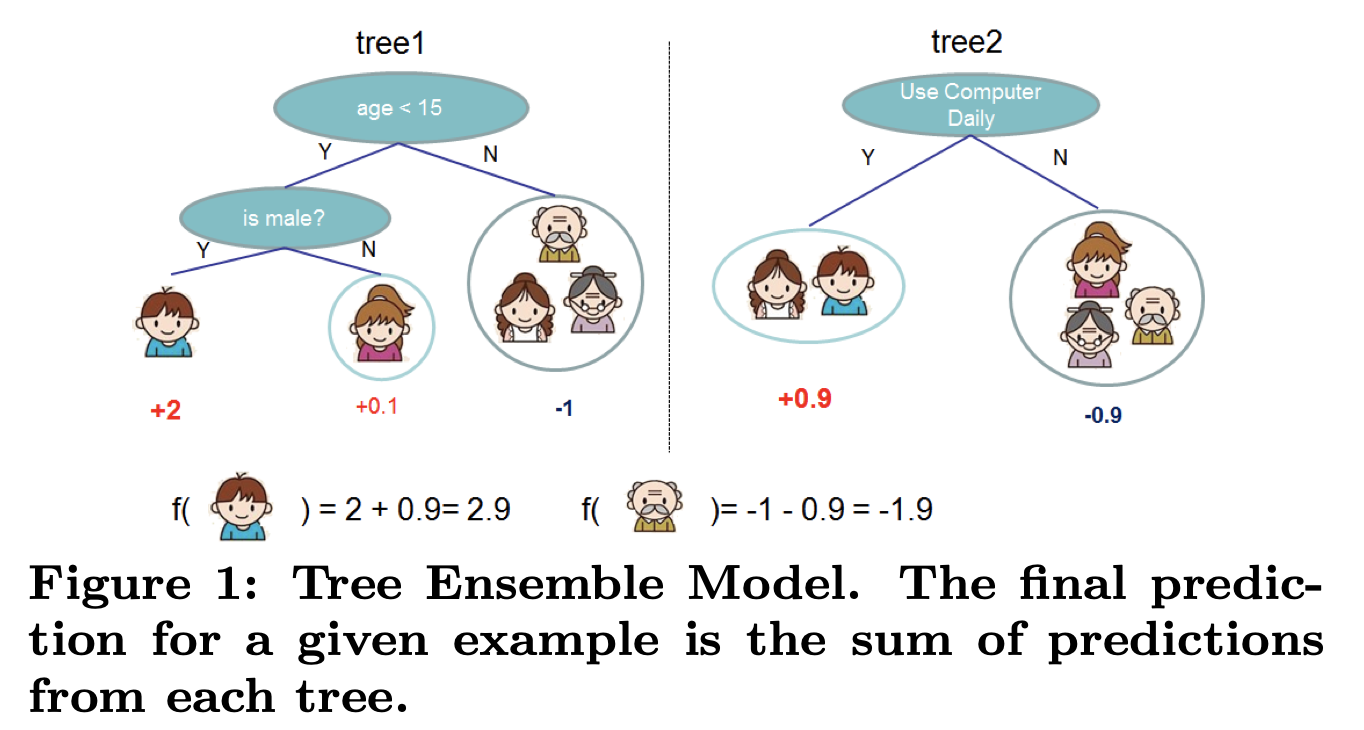 tree1
tree2
age < 15
Use Computer
Daily
Y
N
Y
N
is male?
Y
N
+2
+0.1
-1
+0.9
-0.9
f( ) = 2 + 0.9= 2.9
f( )= -1 - 0.9 = -1.9
Figure 1: Tree Ensemble Model. The final predic-
tion for a given example is the sum of predictions
from each tree.